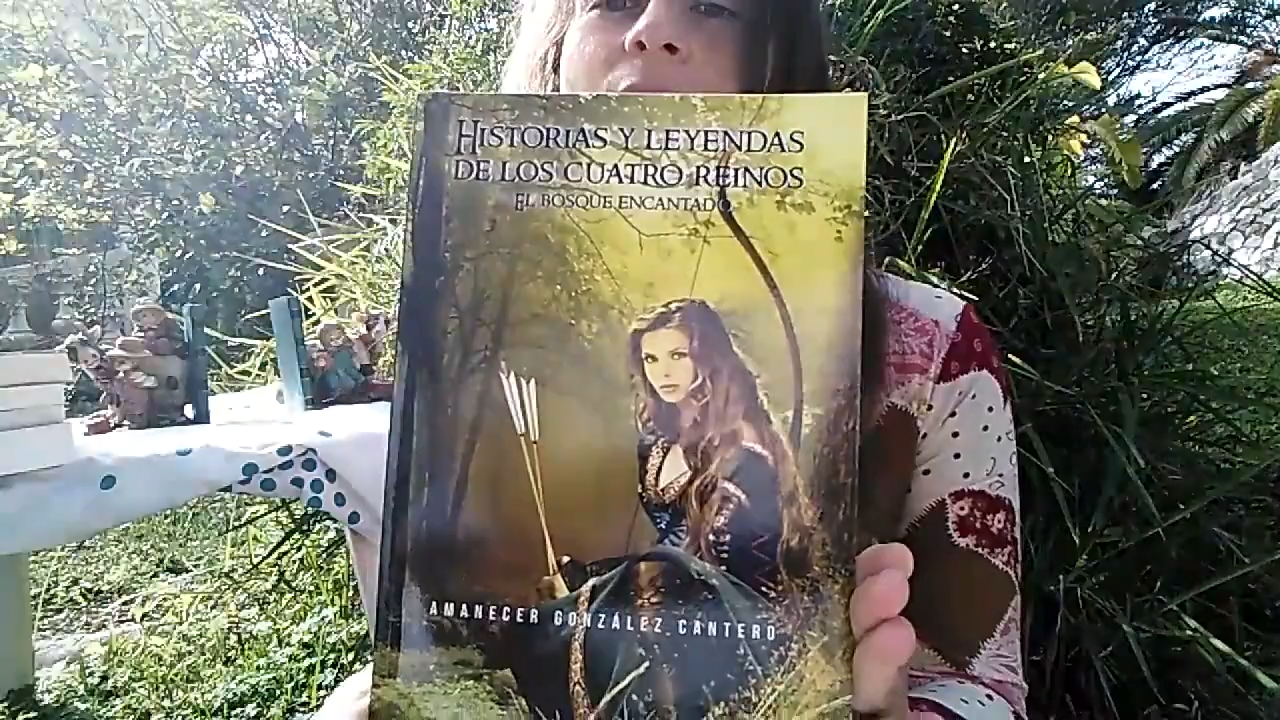 HISTORIAS Y LEYENDAS
DE LOS CUATRO REINOS
EL BOSQUE ENCANTADO
AMANECER GONZÁLEZ CANTERO